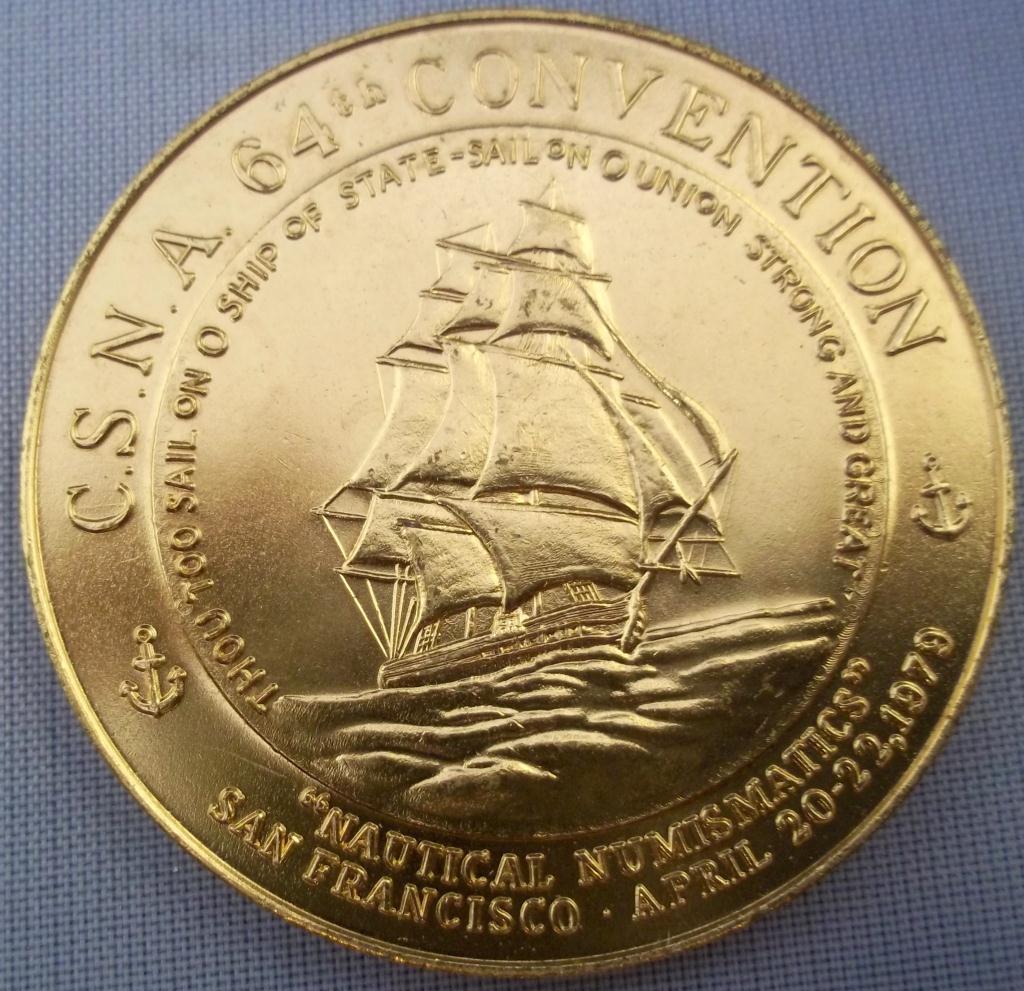 C.S.N.A. 64th CONVENTION
THOU TOO SAIL ON O SHIP OF STATE-SAIL ON O UNION STRONG AND GREAT
"NAUTICAL NUMISMATICS"
SAN FRANCISCO · APRIL 20-22, 1979